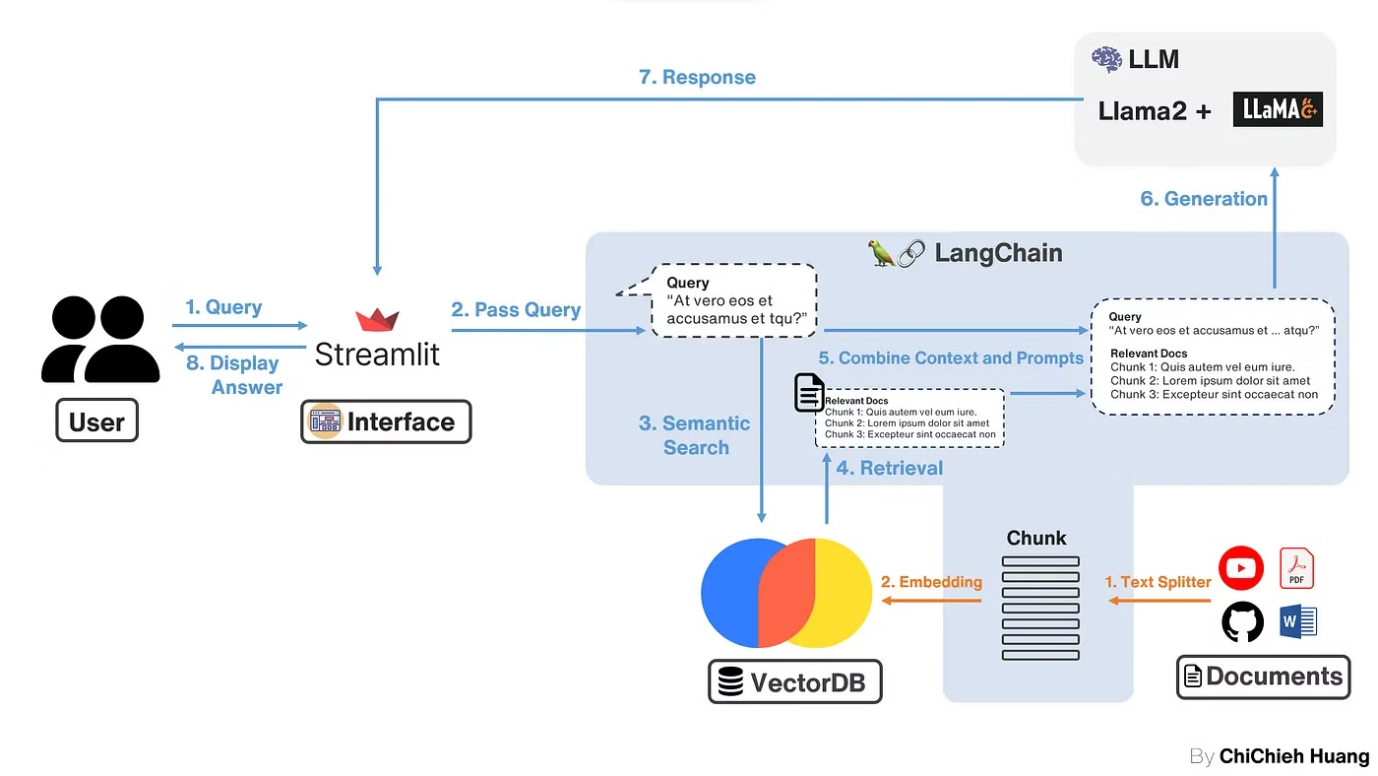 7. Response
LLM
Llama2 +
LLaMA C++
6. Generation
LangChain
Query
"At vero eos et
accusamus et tqu?"
1. Query
2. Pass Query
Streamlit
8. Display
Answer
User
Interface
5. Combine Context and Prompts
Query
"At vero eos et accusamus et ... atqu?"
Relevant Docs
Chunk 1: Quis autem vel eum iure.
Chunk 2: Lorem ipsum dolor sit amet
Chunk 3: Excepteur sint occaecat non
Relevant Docs
Chunk 1: Quis autem vel eum iure.
Chunk 2: Lorem ipsum dolor sit amet
Chunk 3: Excepteur sint occaecat non
3. Semantic
Search
4. Retrieval
Chunk
2. Embedding
1. Text Splitter
PDF
W
VectorDB
Documents
By ChiChieh Huang